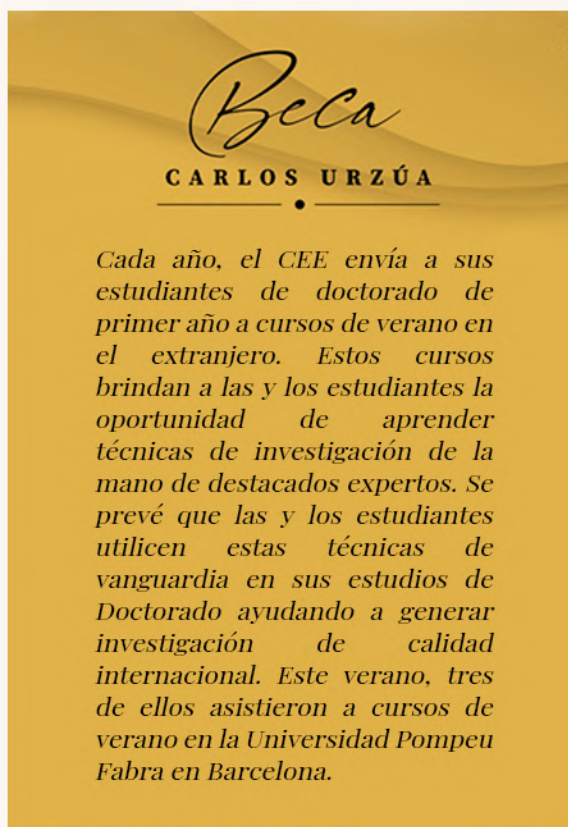 Beca
CARLOS URZÚA
Cada año, el CEE envía a sus
estudiantes de doctorado de
primer año a cursos de verano en
el extranjero. Estos cursos
brindan a las y los estudiantes la
oportunidad de aprender
técnicas de investigación de la
mano de destacados expertos. Se
prevé que las y los estudiantes
utilicen estas técnicas de
vanguardia en sus estudios de
Doctorado ayudando a generar
investigación de calidad
internacional. Este verano, tres
de ellos asistieron a cursos de
verano en la Universidad Pompeu
Fabra en Barcelona.